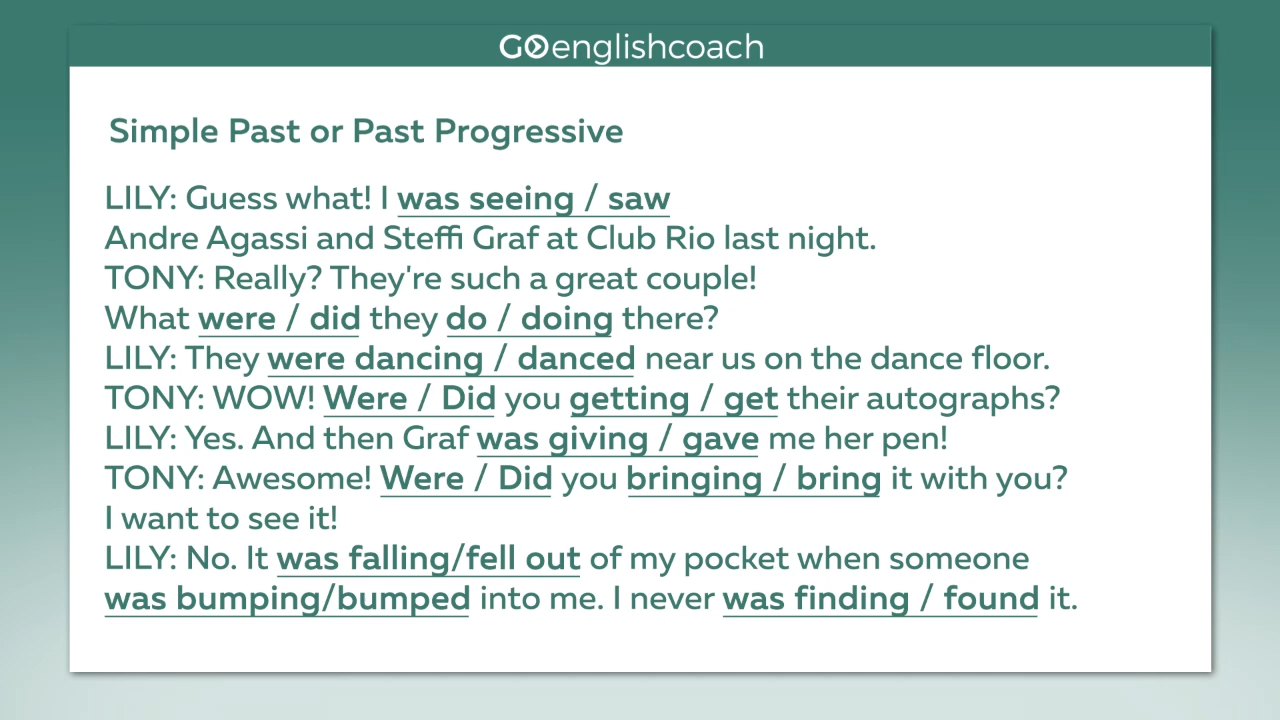 GOenglishcoach
Simple Past or Past Progressive
LILY: Guess what! I was seeing / saw
Andre Agassi and Steffi Graf at Club Rio last night.
TONY: Really? They're such a great couple!
What were / did they do / doing there?
LILY: They were dancing / danced near us on the dance floor.
TONY: WOW! Were / Did you getting / get their autographs?
LILY: Yes. And then Graf was giving / gave me her pen!
TONY: Awesome! Were / Did you bringing / bring it with you?
I want to see it!
LILY: No. It was falling/fell out of my pocket when someone
was bumping/bumped into me. I never was finding / found it.